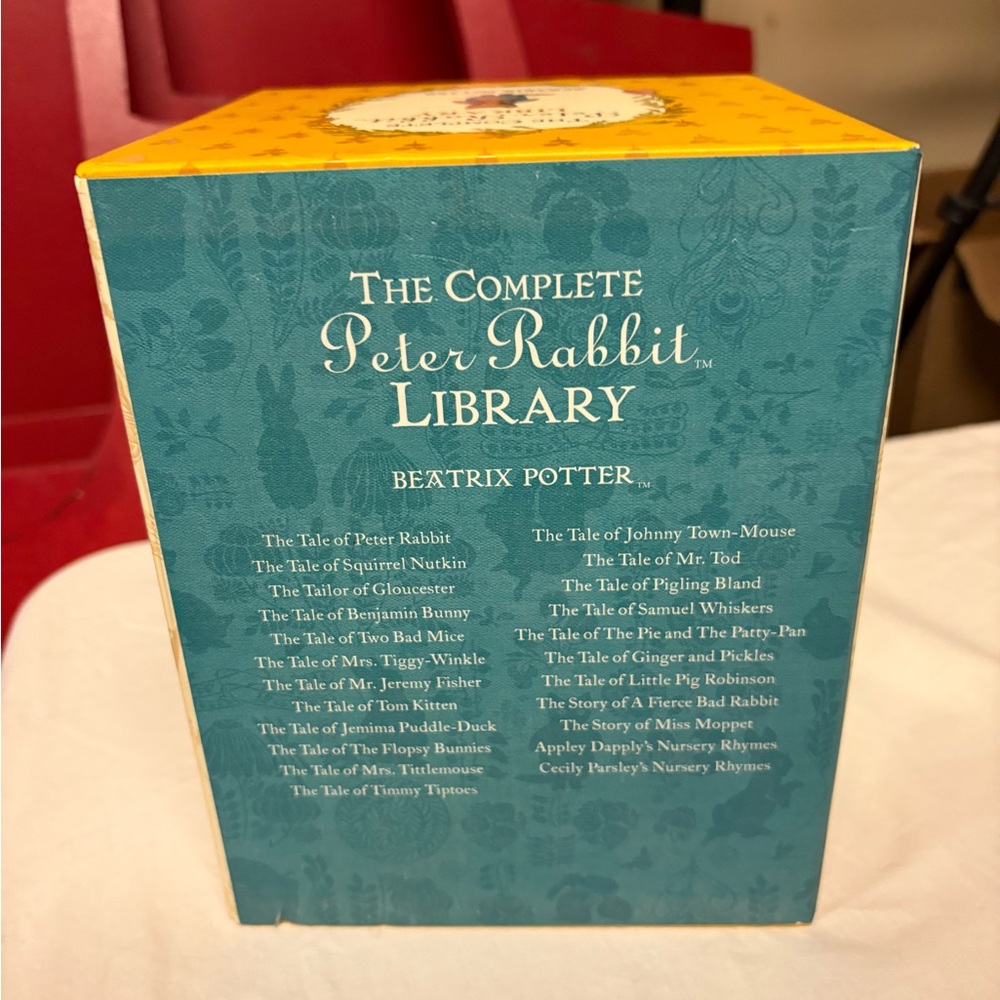 THE COMPLETE
Peter Rabbit™
LIBRARY
BEATRIX POTTER™
The Tale of Peter Rabbit
The Tale of Squirrel Nutkin
The Tailor of Gloucester
The Tale of Benjamin Bunny
The Tale of Two Bad Mice
The Tale of Mrs. Tiggy-Winkle
The Tale of Mr. Jeremy Fisher
The Tale of Tom Kitten
The Tale of Jemima Puddle-Duck
The Tale of The Flopsy Bunnies
The Tale of Mrs. Tittlemouse
The Tale of Timmy Tiptoes
The Tale of Johnny Town-Mouse
The Tale of Mr. Tod
The Tale of Pigling Bland
The Tale of Samuel Whiskers
The Tale of The Pie and The Patty-Pan
The Tale of Ginger and Pickles
The Tale of Little Pig Robinson
The Story of A Fierce Bad Rabbit
The Story of Miss Moppet
Appley Dapply's Nursery Rhymes
Cecily Parsley's Nursery Rhymes